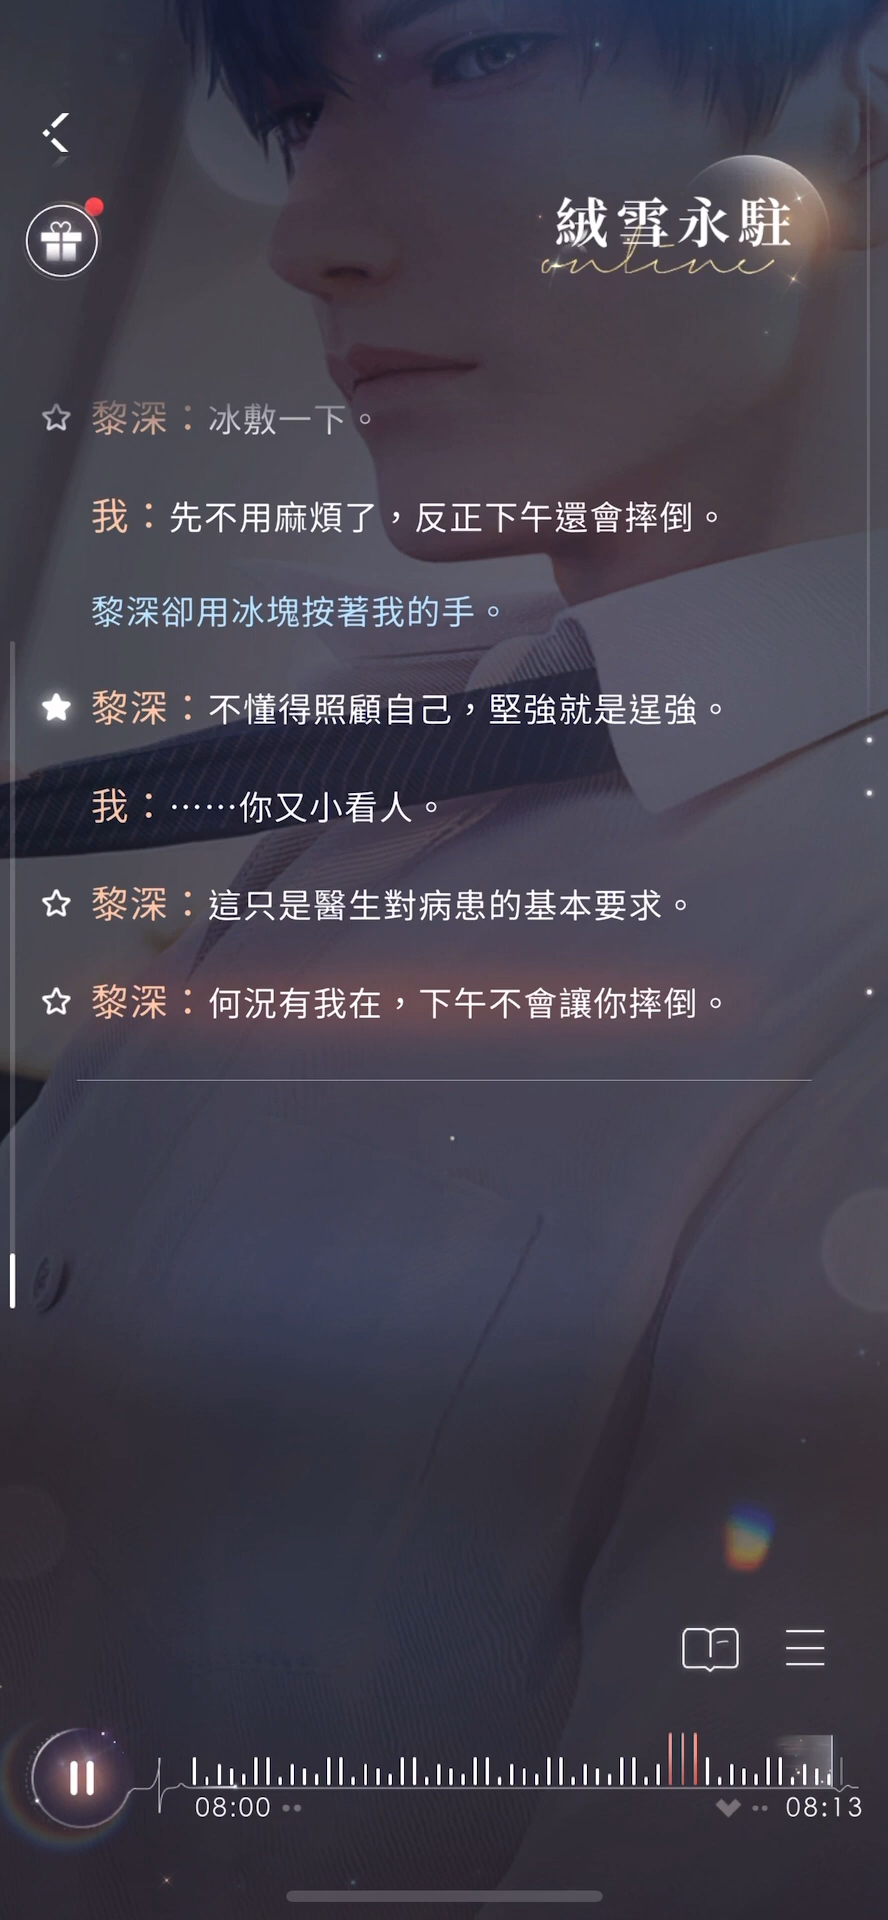 絨雪永駐
online
黎深：冰敷一下。
我：先不用麻煩了，反正下午還會摔倒。
黎深卻用冰塊按著我的手。
黎深：不懂得照顧自己，堅強就是逞強。
我：……你又小看人。
黎深：這只是醫生對病患的基本要求。
黎深：何況有我在，下午不會讓你摔倒。
08:00
08:13